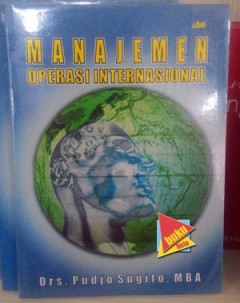 MANAJEMEN
OPERASI INTERNASIONAL
buku
Drs. Pudjo Sugito, MBA